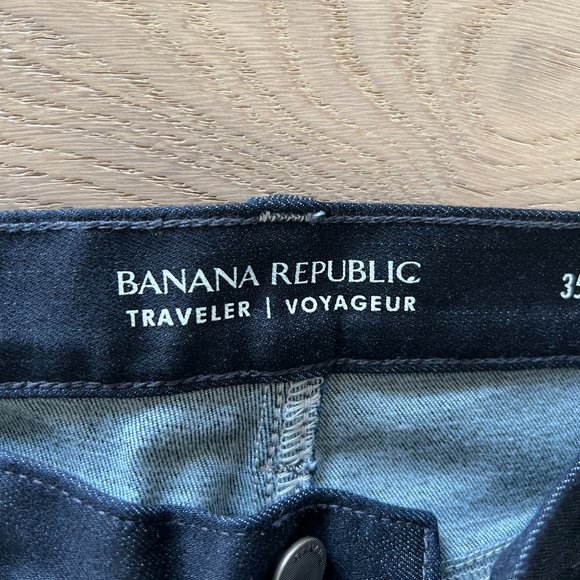 BANANA REPUBLIC
TRAVELER | VOYAGEUR